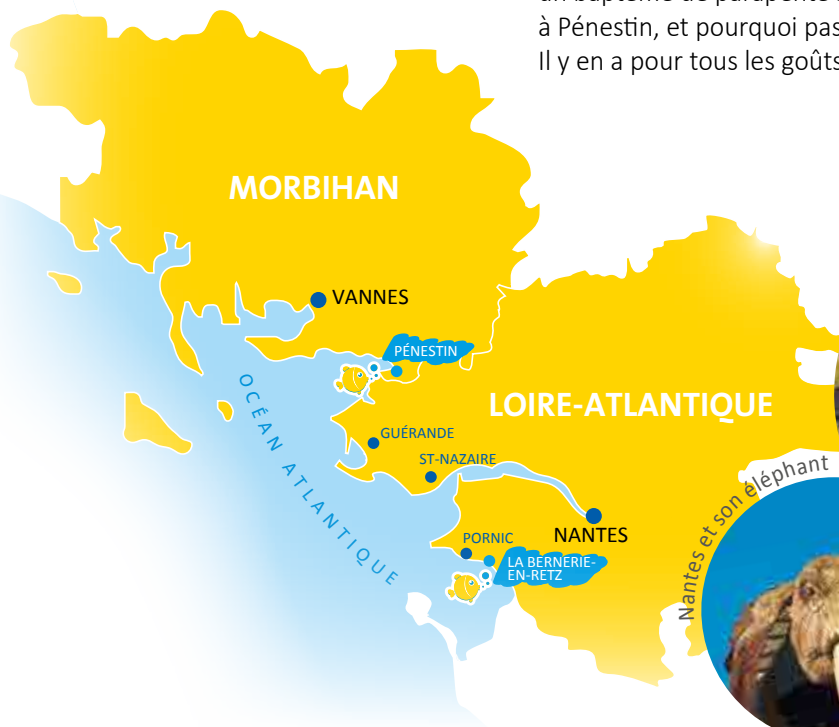 à Pénestin, et pourquoi pas
Il y en a pour tous les goûts
MORBIHAN
VANNES
PÉNESTIN
LOIRE-ATLANTIQUE
OCÉAN ATLANTIQUE
GUÉRANDE
ST-NAZAIRE
Nantes et son éléphant
NANTES
PORNIC
LA BERNERIE-
EN-RETZ